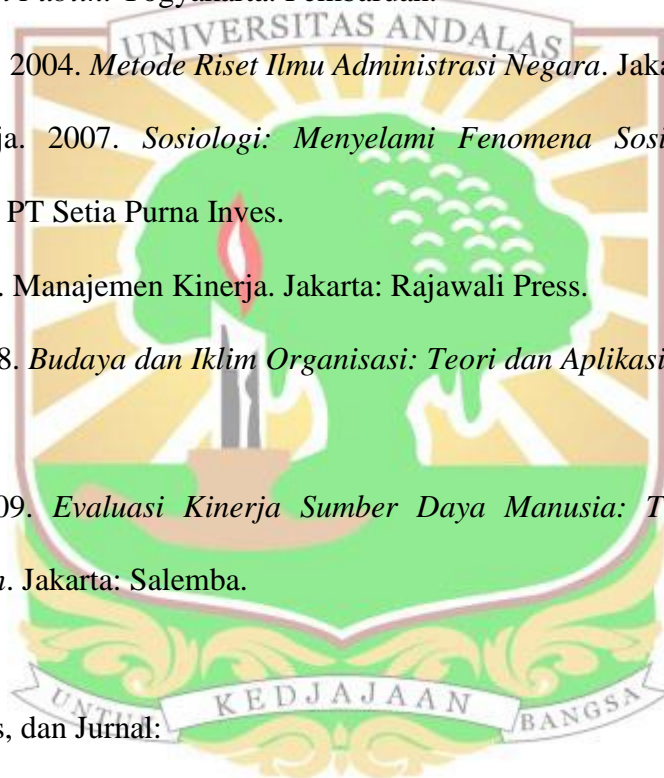 Yogyakarta: Pembaruan.
UNIVERSITAS ANDALAS
2004. Metode Riset Ilmu Administrasi Negara. Jaka
ja. 2007. Sosiologi: Menyelami Fenomena Sosi
PT Setia Purna Inves.
. Manajemen Kinerja. Jakarta: Rajawali Press.
8. Budaya dan Iklim Organisasi: Teori dan Aplikasi
09. Evaluasi Kinerja Sumber Daya Manusia: T
n. Jakarta: Salemba.
UNTUK KEDJAJAAN BANGSA
s, dan Jurnal: